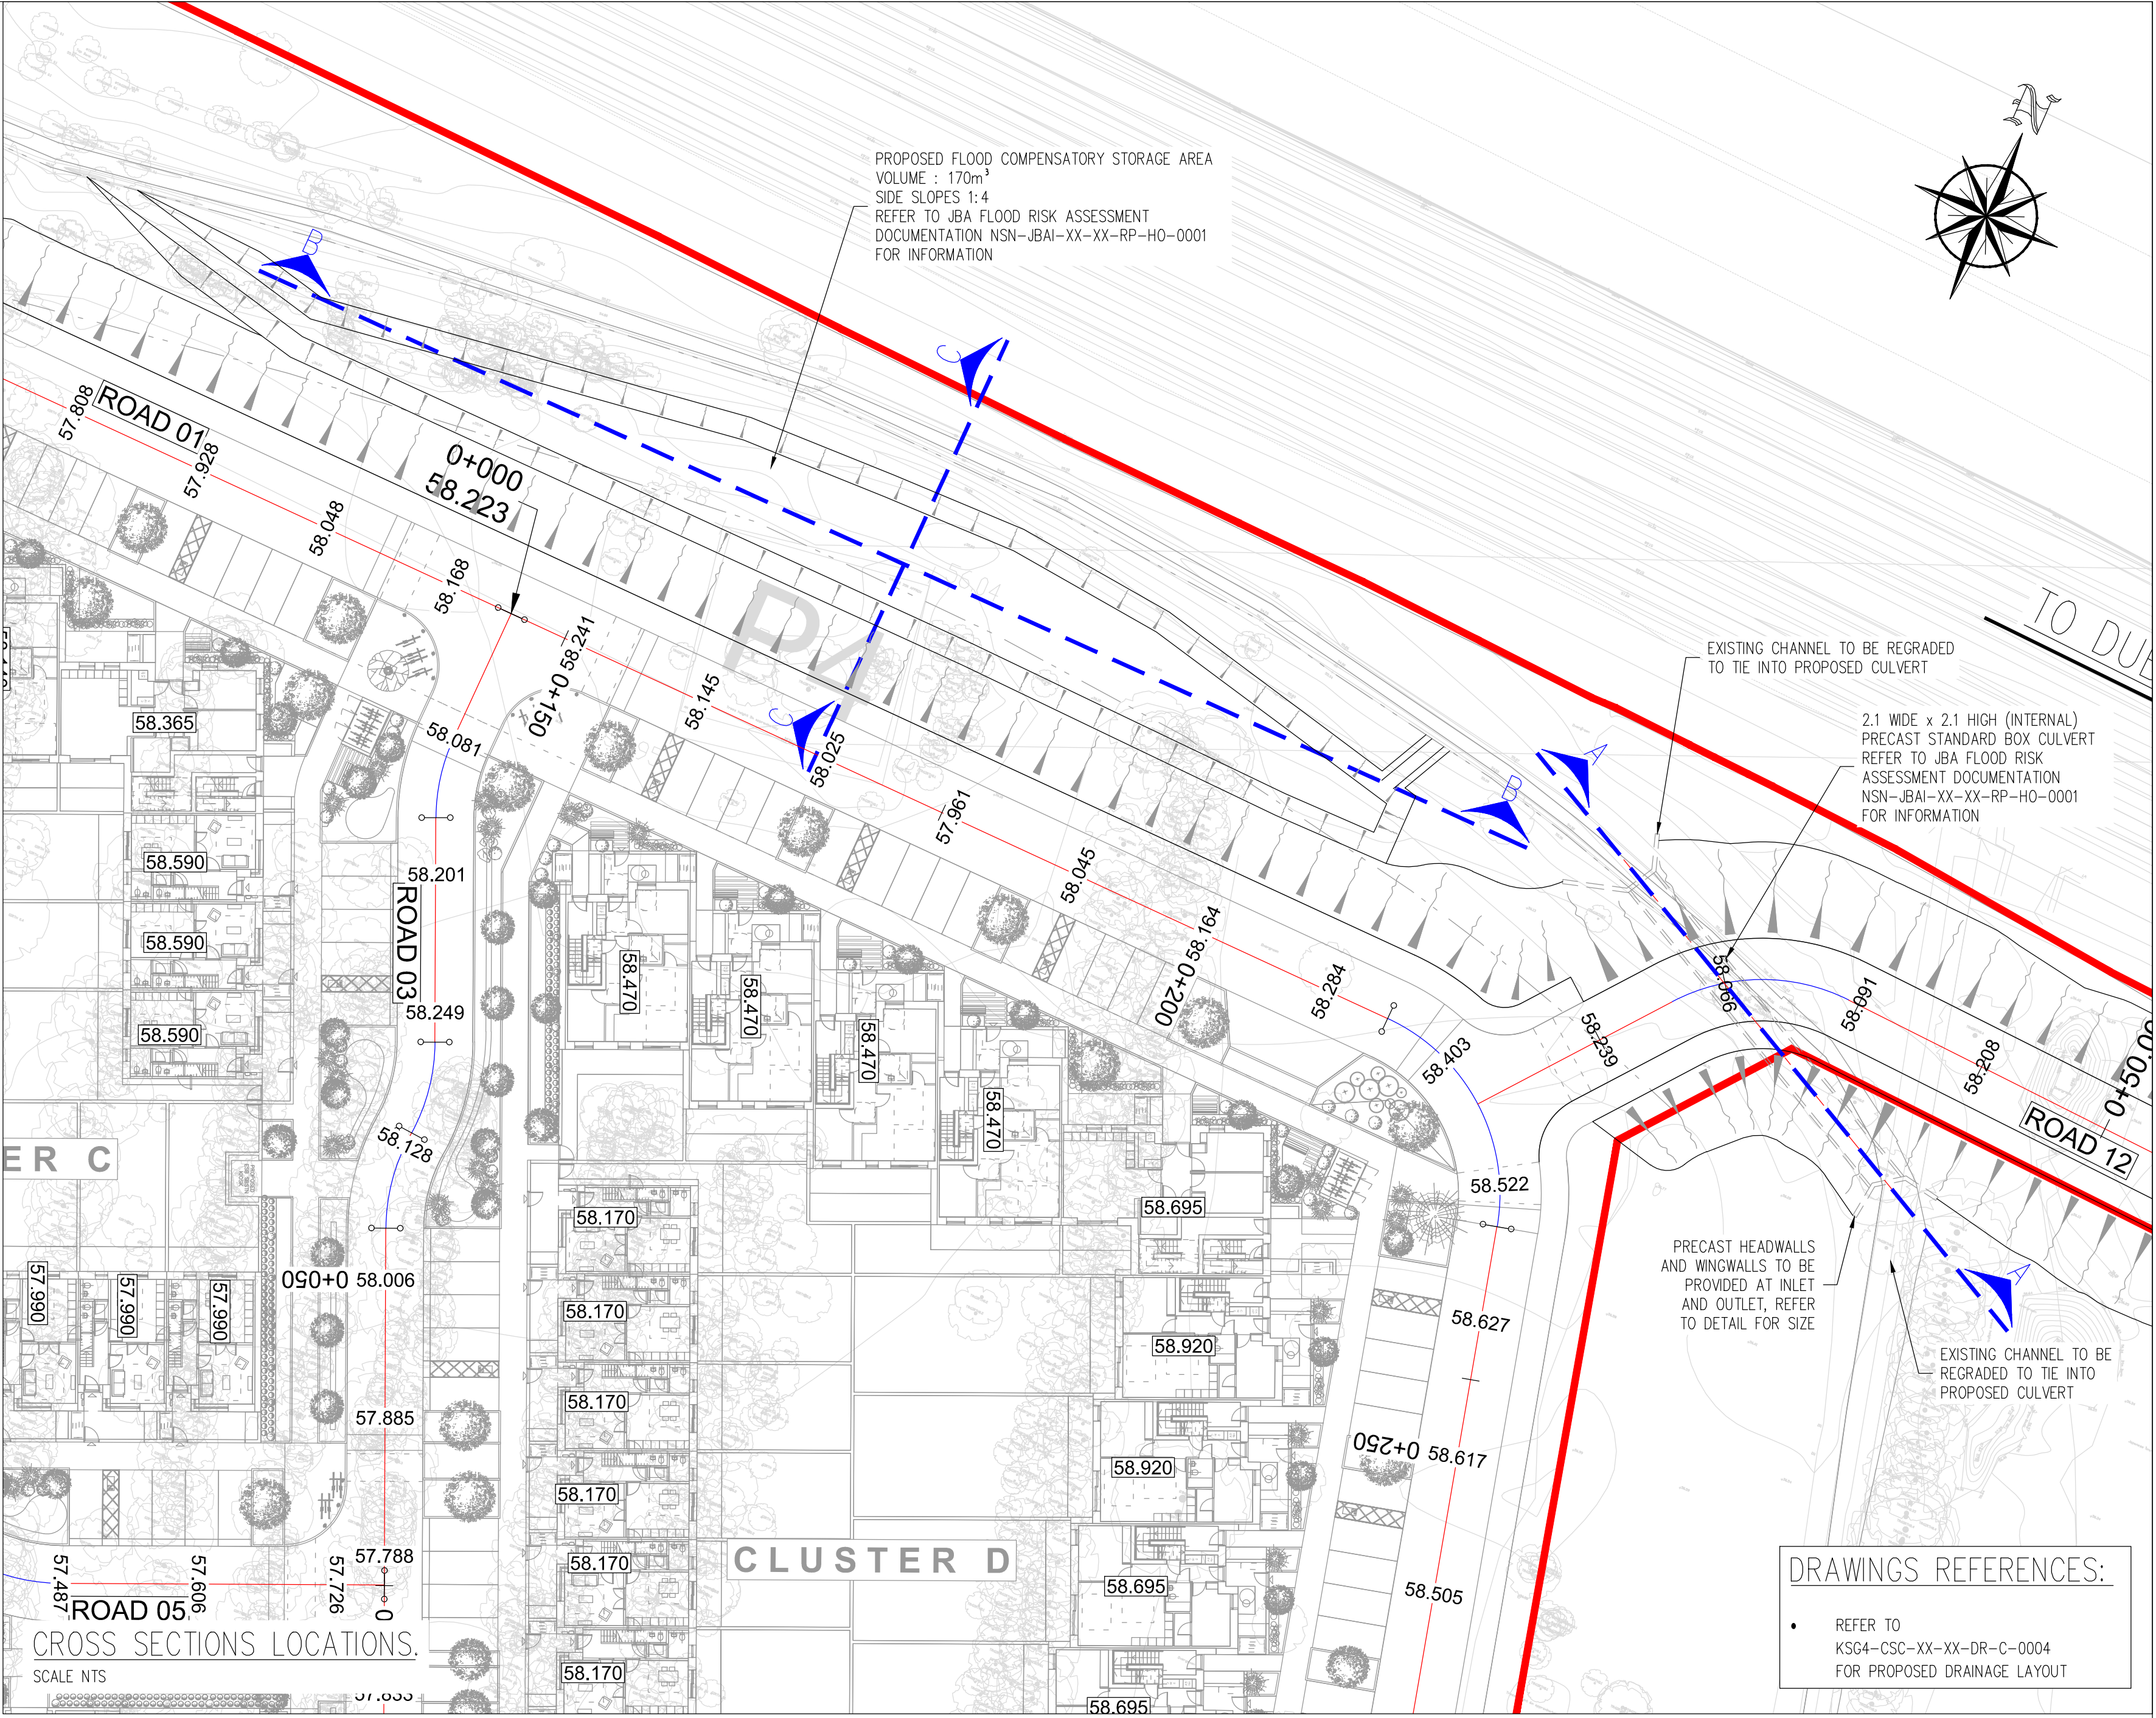 N
PROPOSED FLOOD COMPENSATORY STORAGE AREA
VOLUME : 170m³
SIDE SLOPES 1:4
REFER TO JBA FLOOD RISK ASSESSMENT
DOCUMENTATION NSN-JBAI-XX-XX-RP-HO-0001
FOR INFORMATION
B
C
57.808
ROAD 01
57.928
58.048
0+000
58.223
58.168
0+150
58.241
P4
58.145
C
58.025
57.961
58.045
0+200
58.164
58.284
58.403
B
A
EXISTING CHANNEL TO BE REGRADED
TO TIE INTO PROPOSED CULVERT
2.1 WIDE x 2.1 HIGH (INTERNAL)
PRECAST STANDARD BOX CULVERT
REFER TO JBA FLOOD RISK
ASSESSMENT DOCUMENTATION
NSN-JBAI-XX-XX-RP-HO-0001
FOR INFORMATION
58.239
58.066
58.091
58.208
ROAD 12
58.365
58.081
58.590
58.201
ROAD 03
58.590
58.249
58.590
58.128
58.470
58.470
58.470
58.470
58.522
58.170
58.695
57.990
57.990
57.990
0+050
58.006
58.170
58.920
58.627
58.170
57.885
58.920
0+250
58.617
58.170
58.170
CLUSTER D
58.695
58.505
58.170
58.695
57.788
57.487
57.606
57.726
ROAD 05
PRECAST HEADWALLS
AND WINGWALLS TO BE
PROVIDED AT INLET
AND OUTLET, REFER
TO DETAIL FOR SIZE
A
EXISTING CHANNEL TO BE
REGRADED TO TIE INTO
PROPOSED CULVERT
CROSS SECTIONS LOCATIONS.
SCALE NTS
DRAWINGS REFERENCES:
• REFER TO
KSG4-CSC-XX-XX-DR-C-0004
FOR PROPOSED DRAINAGE LAYOUT